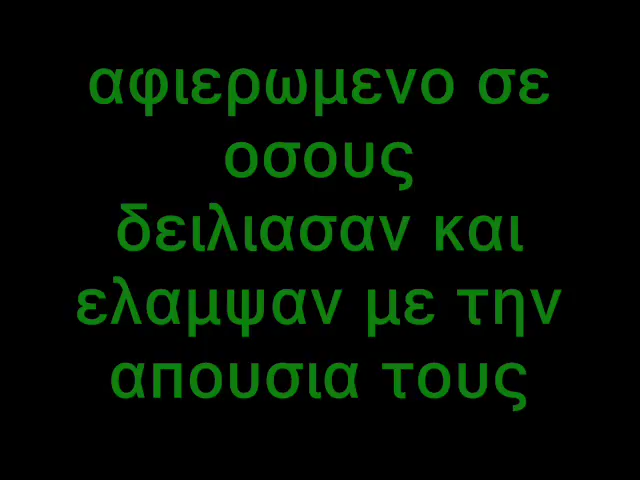 αφιερωμενο σε
οσους
δειλιασαν και
ελαμψαν με την
απουσια τους